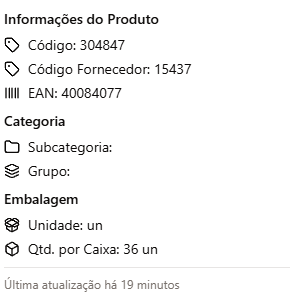 Informações do Produto
Código: 304847
Código Fornecedor: 15437
EAN: 40084077
Categoria
Subcategoria:
Grupo:
Embalagem
Unidade: un
Qtd. por Caixa: 36 un
Última atualização há 19 minutos